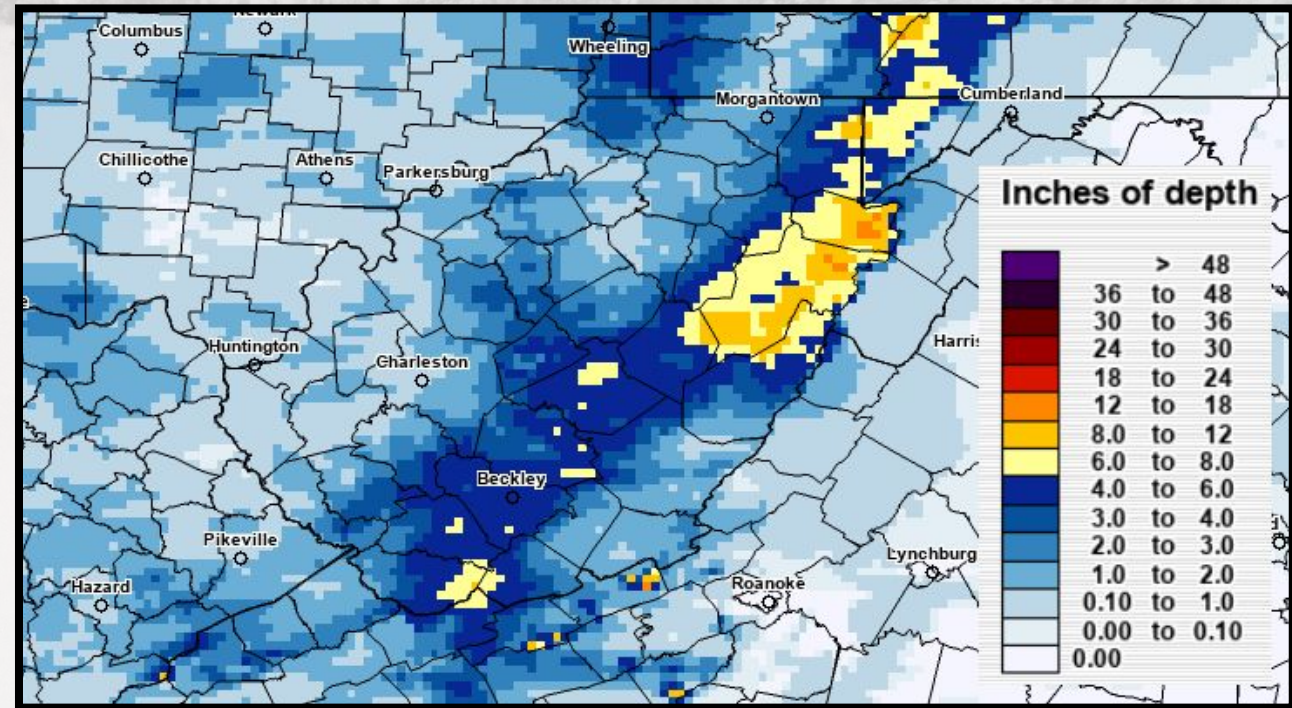 Columbus
Wheeling
Morgantown
Cumberland
Chillicothe
Athens
Parkersburg
Inches of depth
> 48
36 to 48
30 to 36
24 to 30
18 to 24
12 to 18
8.0 to 12
6.0 to 8.0
4.0 to 6.0
3.0 to 4.0
2.0 to 3.0
1.0 to 2.0
0.10 to 1.0
0.00 to 0.10
0.00
Huntington
Charleston
Harris
Beckley
Pikeville
Lynchburg
Hazard
Roanoke